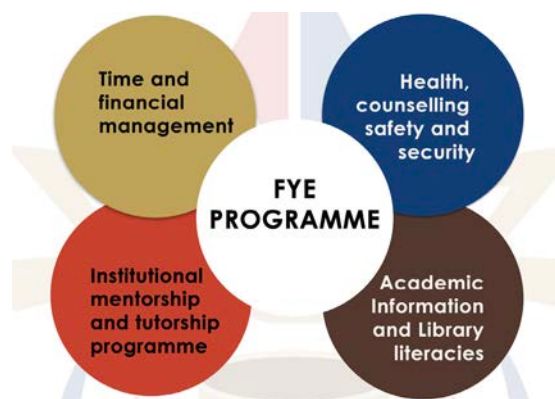 Time and
financial
management
Health,
counselling
safety and
security
FYE
PROGRAMME
Institutional
mentorship
and tutorship
programme
Academic
Information
and Library
literacies